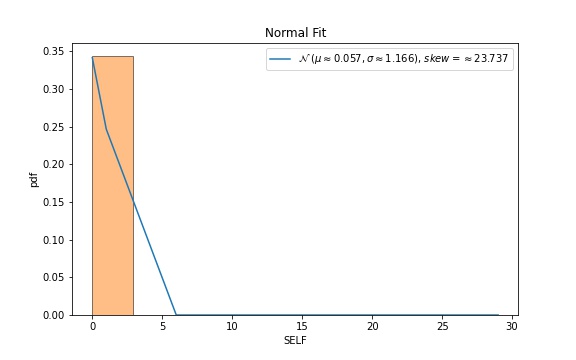 Normal Fit
N (μ ≈ 0.057, σ ≈ 1.166), skew = ≈ 23.737
0.35
0.30
0.25
0.20
0.15
0.10
0.05
0.00
pdf
0 5 10 15 20 25 30
SELF